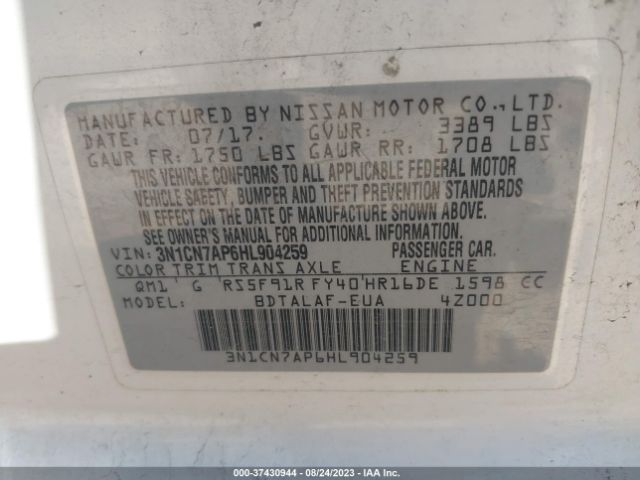 MANUFACTURED BY NISSAN MOTOR CO., LTD.
DATE: 07/17. GVWR: 3389 LBS
GAWR FR: 1750 LBS GAWR RR: 1708 LBS
THIS VEHICLE CONFORMS TO ALL APPLICABLE FEDERAL MOTOR
VEHICLE SAFETY, BUMPER AND THEFT PREVENTION STANDARDS
IN EFFECT ON THE DATE OF MANUFACTURE SHOWN ABOVE.
SEE OWNER'S MANUAL FOR ADDITIONAL INFORMATION.
VIN: 3N1CN7AP6HL904259 PASSENGER CAR.
COLOR TRIM TRANS AXLE ENGINE
QM1 G RS5F91R FY40 HR16DE 1598 CC
MODEL: BDTALAF-EUA 4Z000
3N1CN7AP6HL904259
000-37430944 - 08/24/2023 - IAAI.COM